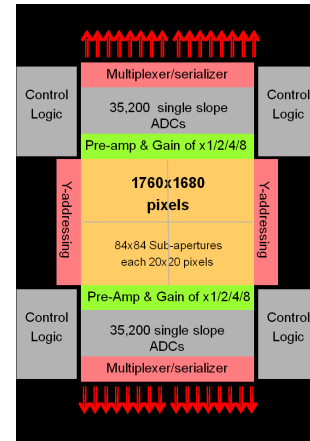 Multiplexer/serializer
Control
Logic
35,200 single slope
ADCs
Control
Logic
Pre-amp & Gain of x1/2/4/8
Y-addressing
1760x1680
pixels
84x84 Sub-apertures
each 20x20 pixels
Y-addressing
Pre-Amp & Gain of x1/2/4/8
Control
Logic
35,200 single slope
ADCs
Control
Logic
Multiplexer/serializer